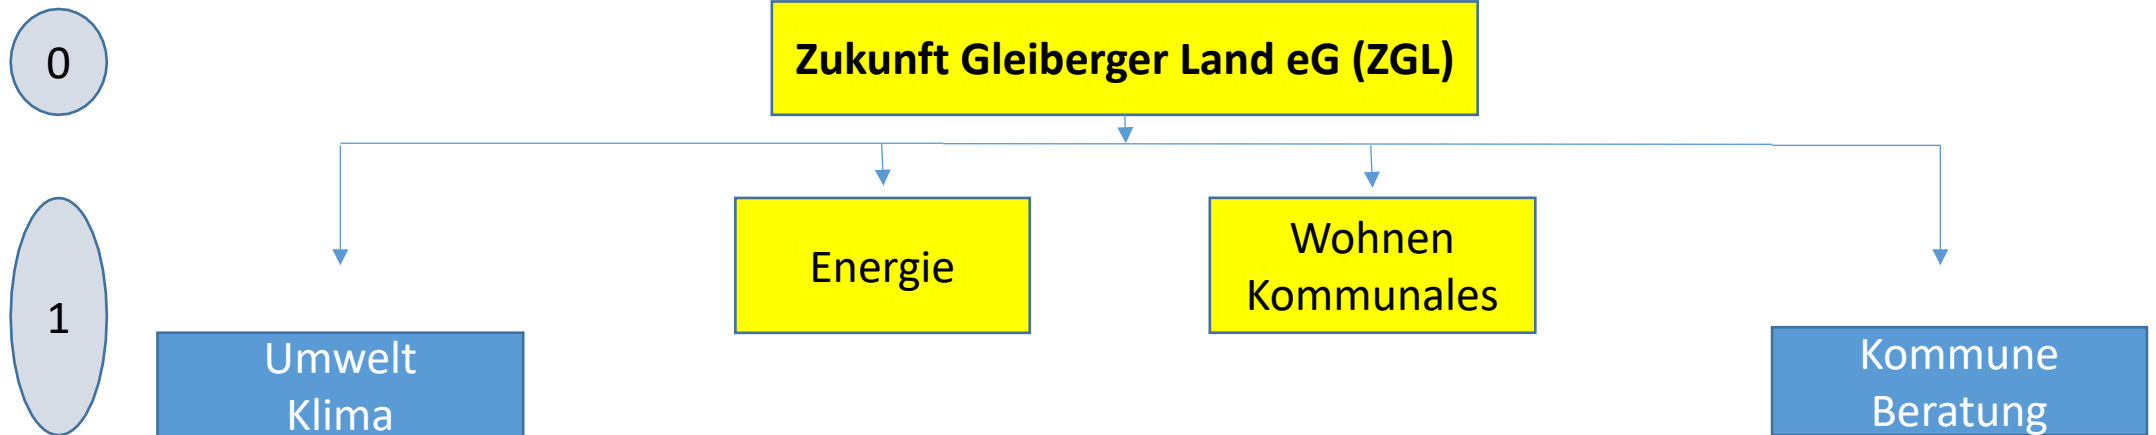 0
Zukunft Gleiberger Land eG (ZGL)
1
Energie
Wohnen
Kommunales
Umwelt
Klima
Kommune
Beratung